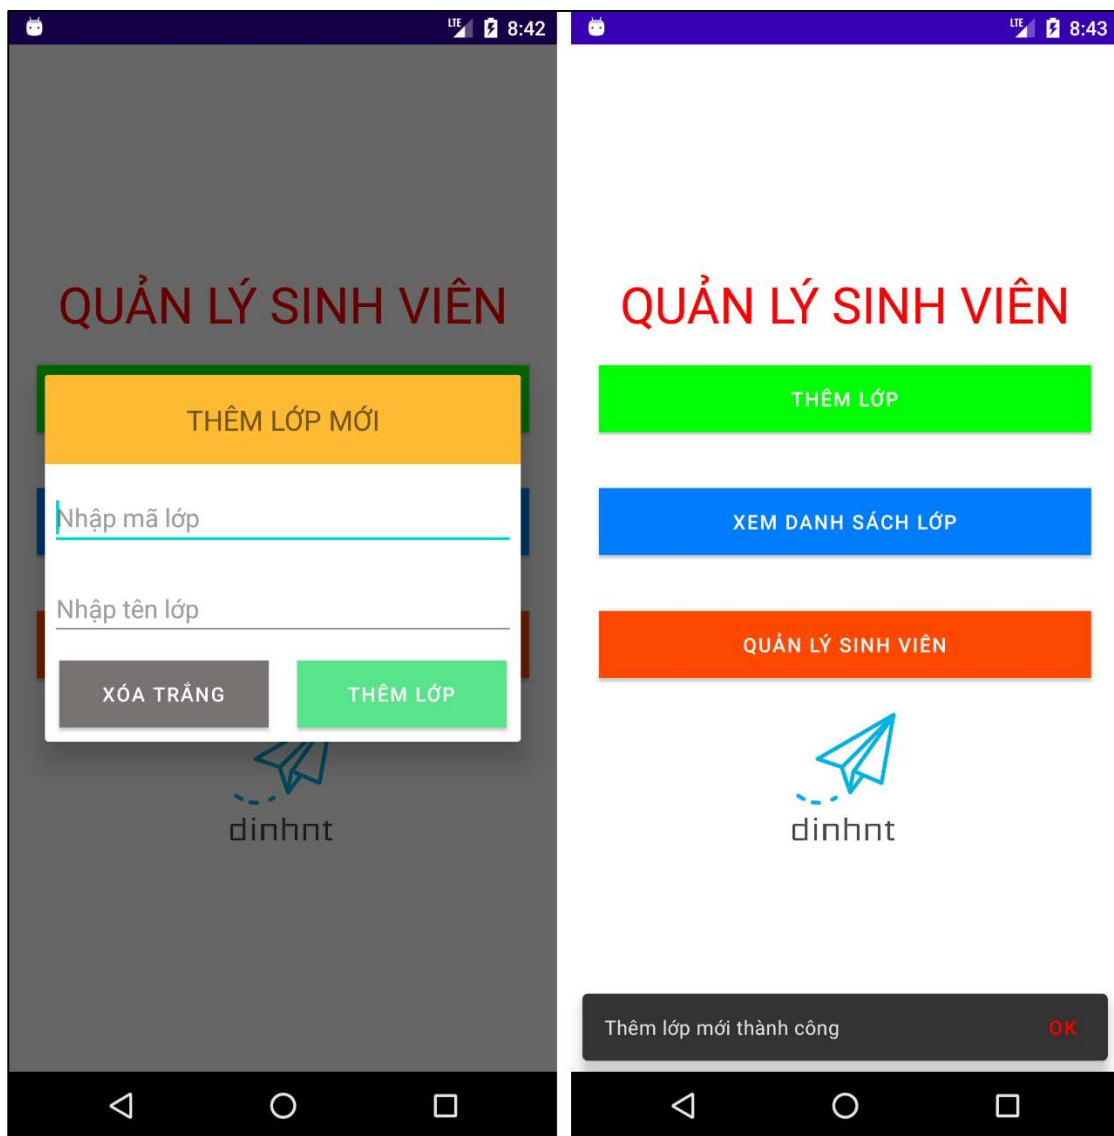 LTE 8:42
QUẢN LÝ SINH VIÊN
THÊM LỚP MỚI
Nhập mã lớp
Nhập tên lớp
XÓA TRẮNG THÊM LỚP
dinhnt
LTE 8:43
QUẢN LÝ SINH VIÊN
THÊM LỚP
XEM DANH SÁCH LỚP
QUẢN LÝ SINH VIÊN
dinhnt
Thêm lớp mới thành công OK